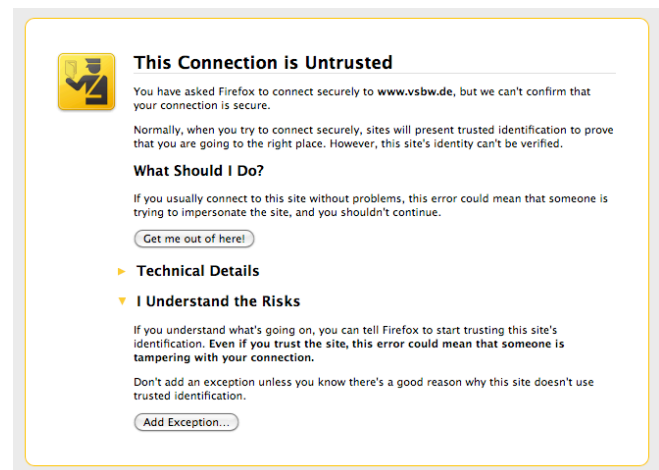 This Connection is Untrusted
You have asked Firefox to connect securely to www.vsbw.de, but we can't confirm that
your connection is secure.
Normally, when you try to connect securely, sites will present trusted identification to prove
that you are going to the right place. However, this site's identity can't be verified.
What Should I Do?
If you usually connect to this site without problems, this error could mean that someone is
trying to impersonate the site, and you shouldn't continue.
Get me out of here!
Technical Details
I Understand the Risks
If you understand what's going on, you can tell Firefox to start trusting this site's
identification. Even if you trust the site, this error could mean that someone is
tampering with your connection.
Don't add an exception unless you know there's a good reason why this site doesn't use
trusted identification.
Add Exception...